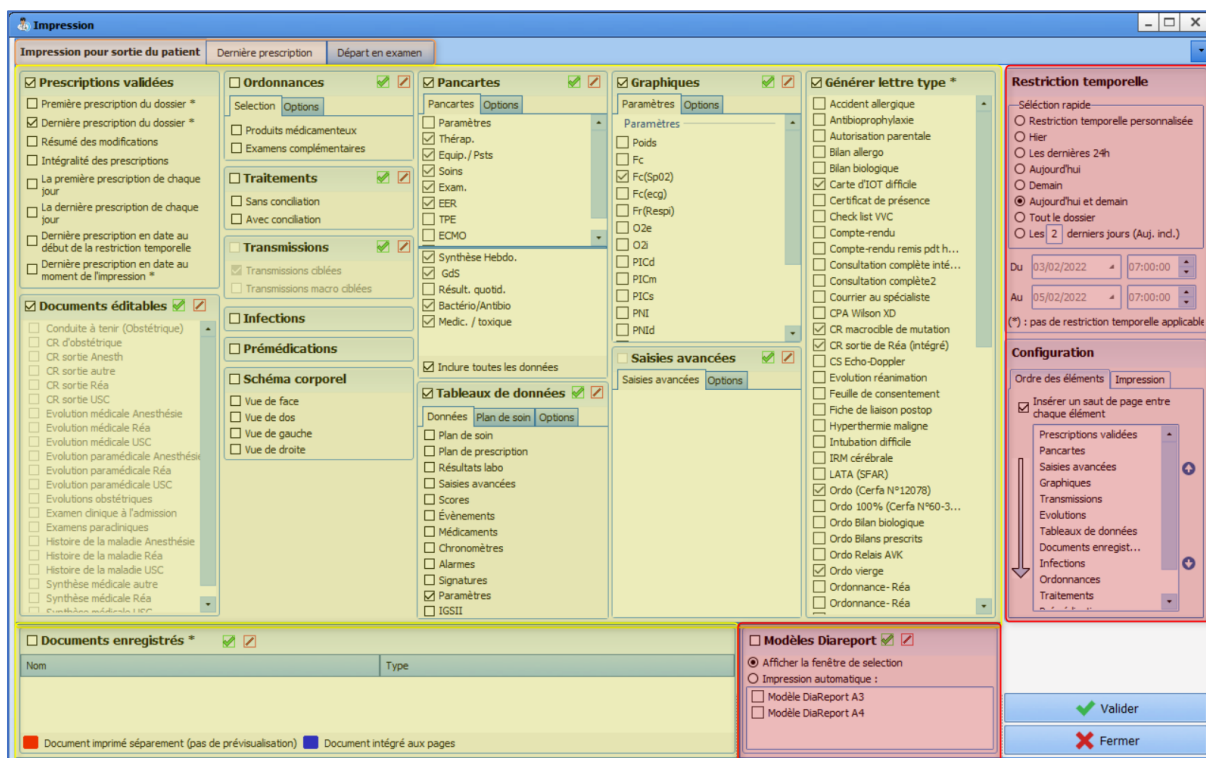 Impression
Impression pour sortie du patient
Dernière prescription
Départ en examen
Prescriptions validées
Première prescription du dossier *
Dernière prescription du dossier *
Résumé des modifications
Intégralité des prescriptions
La première prescription de chaque
jour
La dernière prescription de chaque
jour
Dernière prescription en date au
début de la restriction temporelle
Dernière prescription en date au
moment de l'impression *
Documents éditables
Conduite à tenir (Obstétrique)
CR d'obstétrique
CR sortie Anesth
CR sortie autre
CR sortie Réa
CR sortie USC
Evolution médicale Anesthésie
Evolution médicale Réa
Evolution médicale USC
Evolution paramédicale Anesthésie
Evolution paramédicale Réa
Evolution paramédicale USC
Evolutions obstétriques
Examen clinique à l'admission
Examens paracliniques
Histoire de la maladie Anesthésie
Histoire de la maladie Réa
Histoire de la maladie USC
Synthèse médicale autre
Synthèse médicale Réa
Synthèse médicale USC
Ordonnances
Selection
Options
Produits médicamenteux
Examens complémentaires
Traitements
Sans conciliation
Avec conciliation
Transmissions
Transmissions ciblées
Transmissions macro ciblées
Infections
Prémédications
Schéma corporel
Vue de face
Vue de dos
Vue de gauche
Vue de droite
Pancartes
Pancartes
Options
Paramètres
Thérap.
Equip./ Psts
Soins
Exam.
EER
TPE
ECMO
Synthèse Hebdo.
GdS
Résult. quotid.
Bactério/Antibio
Medic. / toxique
Inclure toutes les données
Tableaux de données
Données
Plan de soin
Options
Plan de soin
Plan de prescription
Résultats labo
Saisies avancées
Scores
Évènements
Médicaments
Chronomètres
Alarmes
Signatures
Paramètres
IGSII
Graphiques
Paramètres
Options
Paramètres
Poids
Fc
Fc(Sp02)
Fc(ecg)
Fr(Respi)
O2e
O2i
PICd
PICm
PICs
PNI
PNId
Saisies avancées
Saisies avancées
Options
Générer lettre type *
Accident allergique
Antibioprophylaxie
Autorisation parentale
Bilan allergo
Bilan biologique
Carte d'IOT difficile
Certificat de présence
Check list VVC
Compte-rendu
Compte-rendu remis pdt h...
Consultation complète inté...
Consultation complète2
Courrier au spécialiste
CPA Wilson XD
CR macrocible de mutation
CR sortie de Réa (intégré)
CS Echo-Doppler
Evolution réanimation
Feuille de consentement
Fiche de liaison postop
Hyperthermie maligne
Intubation difficile
IRM cérébrale
LATA (SFAR)
Ordo (Cerfa N°12078)
Ordo 100% (Cerfa N°60-3...
Ordo Bilan biologique
Ordo Bilans prescrits
Ordo Relais AVK
Ordo vierge
Ordonnance- Réa
Ordonnance- Réa
Restriction temporelle
Séléction rapide
Restriction temporelle personnalisée
Hier
Les dernières 24h
Aujourd'hui
Demain
Aujourd'hui et demain
Tout le dossier
Les 2 derniers jours (Auj. incl.)
Du 03/02/2022 07:00:00
Au 05/02/2022 07:00:00
(*) : pas de restriction temporelle applicable
Configuration
Ordre des éléments
Impression
Insérer un saut de page entre
chaque élément
Prescriptions validées
Pancartes
Saisies avancées
Graphiques
Transmissions
Evolutions
Tableaux de données
Documents enregist...
Infections
Ordonnances
Traitements
Documents enregistrés *
Nom
Type
Document imprimé séparement (pas de prévisualisation)
Document intégré aux pages
Modèles Diareport
Afficher la fenêtre de selection
Impression automatique :
Modèle DiaReport A3
Modèle DiaReport A4
Valider
Fermer